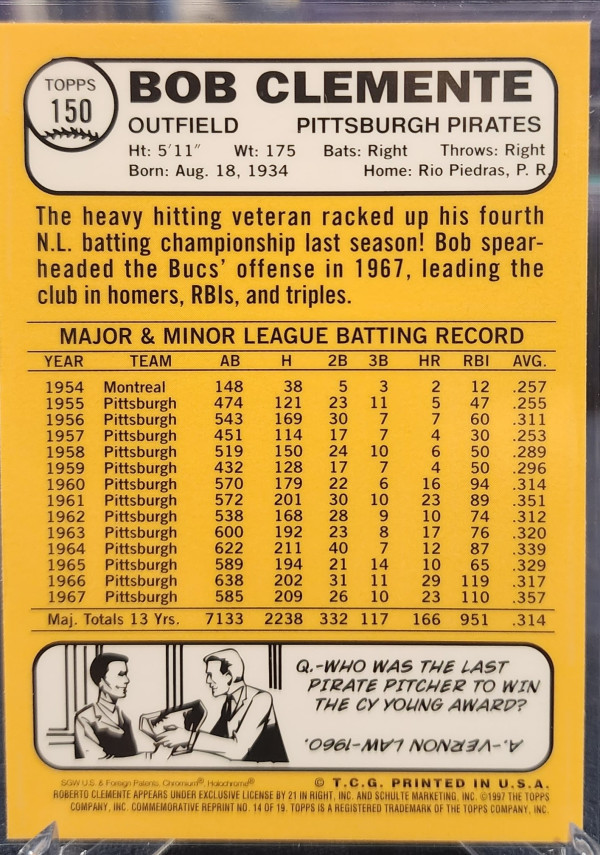 TOPPS
150
BOB CLEMENTE
OUTFIELD PITTSBURGH PIRATES
Ht: 5'11" Wt: 175 Bats: Right Throws: Right
Born: Aug. 18, 1934 Home: Rio Piedras, P. R.
The heavy hitting veteran racked up his fourth
N.L. batting championship last season! Bob spear-
headed the Bucs' offense in 1967, leading the
club in homers, RBIs, and triples.
MAJOR & MINOR LEAGUE BATTING RECORD
YEAR TEAM AB H 2B 3B HR RBI AVG.
1954 Montreal 148 38 5 3 2 12 .257
1955 Pittsburgh 474 121 23 11 5 47 .255
1956 Pittsburgh 543 169 30 7 7 60 .311
1957 Pittsburgh 451 114 17 7 4 30 .253
1958 Pittsburgh 519 150 24 10 6 50 .289
1959 Pittsburgh 432 128 17 7 4 50 .296
1960 Pittsburgh 570 179 22 6 16 94 .314
1961 Pittsburgh 572 201 30 10 23 89 .351
1962 Pittsburgh 538 168 28 9 10 74 .312
1963 Pittsburgh 600 192 23 8 17 76 .320
1964 Pittsburgh 622 211 40 7 12 87 .339
1965 Pittsburgh 589 194 21 14 10 65 .329
1966 Pittsburgh 638 202 31 11 29 119 .317
1967 Pittsburgh 585 209 26 10 23 110 .357
Maj. Totals 13 Yrs. 7133 2238 332 117 166 951 .314
Q.-WHO WAS THE LAST
PIRATE PITCHER TO WIN
THE CY YOUNG AWARD?
A.-VERNON LAW-1960.
SGW U.S. & Foreign Patents. Chromium®, Holochrome®
© T.C.G. PRINTED IN U.S.A.
ROBERTO CLEMENTE APPEARS UNDER EXCLUSIVE LICENSE BY 21 IN RIGHT, INC. AND SCHULTE MARKETING, INC. ©1997 THE TOPPS
COMPANY, INC. COMMEMORATIVE REPRINT NO. 14 OF 19. TOPPS IS A REGISTERED TRADEMARK OF THE TOPPS COMPANY, INC.